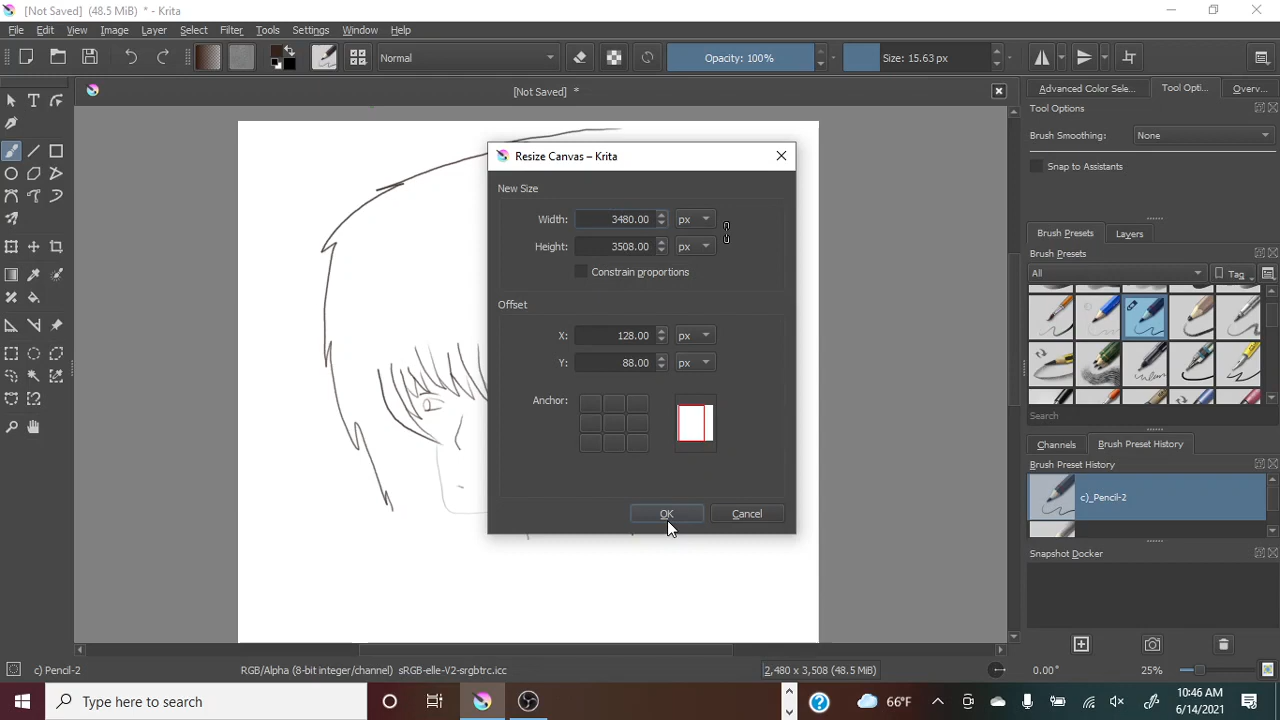 [Not Saved] (48.5 MiB) * - Krita
File Edit View Image Layer Select Filter Tools Settings Window Help
Normal Opacity: 100% Size: 15.63 px
[Not Saved] *
Advanced Color Sele... Tool Opti... Overv...
Tool Options
Brush Smoothing: None
Snap to Assistants
Resize Canvas – Krita
New Size
Width: 3480.00 px
Height: 3508.00 px
Constrain proportions
Offset
X: 128.00 px
Y: 88.00 px
Anchor:
OK Cancel
Brush Presets Layers
Brush Presets
All Tag
Search
Channels Brush Preset History
Brush Preset History
c)_Pencil-2
Snapshot Docker
c) Pencil-2 RGB/Alpha (8-bit integer/channel) sRGB-elle-V2-srgbtrc.icc 2,480 x 3,508 (48.5 MiB) 0.00° 25%
Type here to search
66°F
10:46 AM
6/14/2021